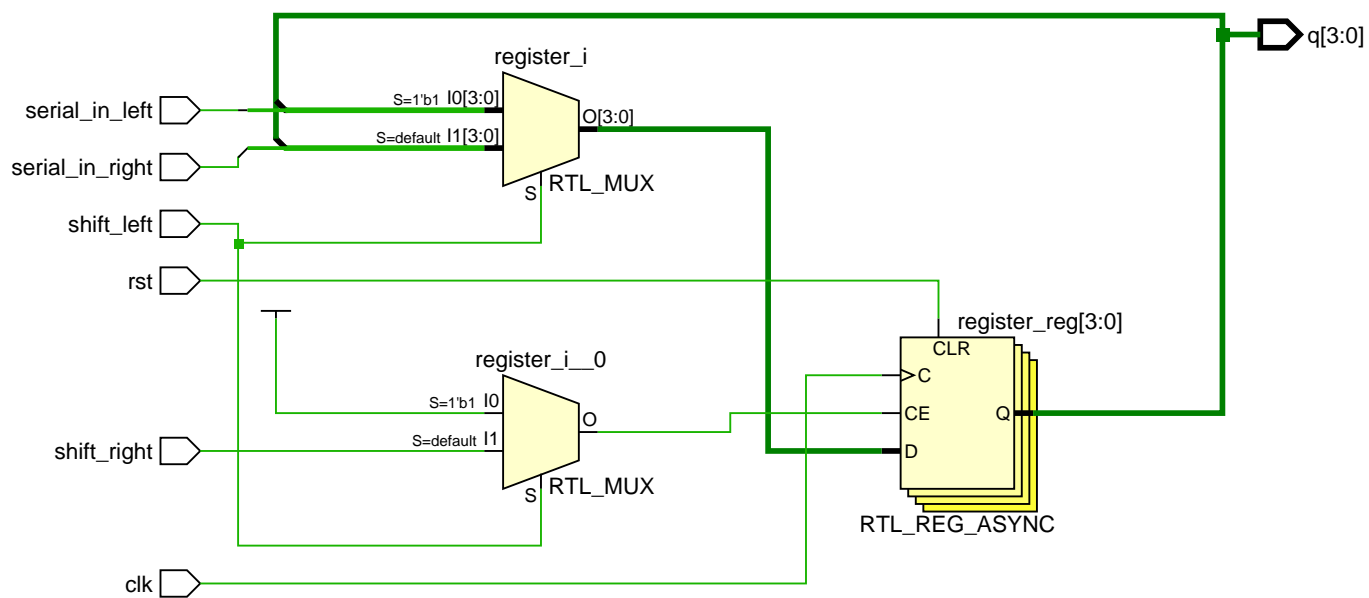 q[3:0]
register_i
serial_in_left
S=1'b1 I0[3:0]
O[3:0]
S=default I1[3:0]
serial_in_right
S
RTL_MUX
shift_left
rst
register_reg[3:0]
CLR
register_i__0
C
S=1'b1 I0
O
CE
Q
shift_right
S=default I1
D
S
RTL_MUX
RTL_REG_ASYNC
clk